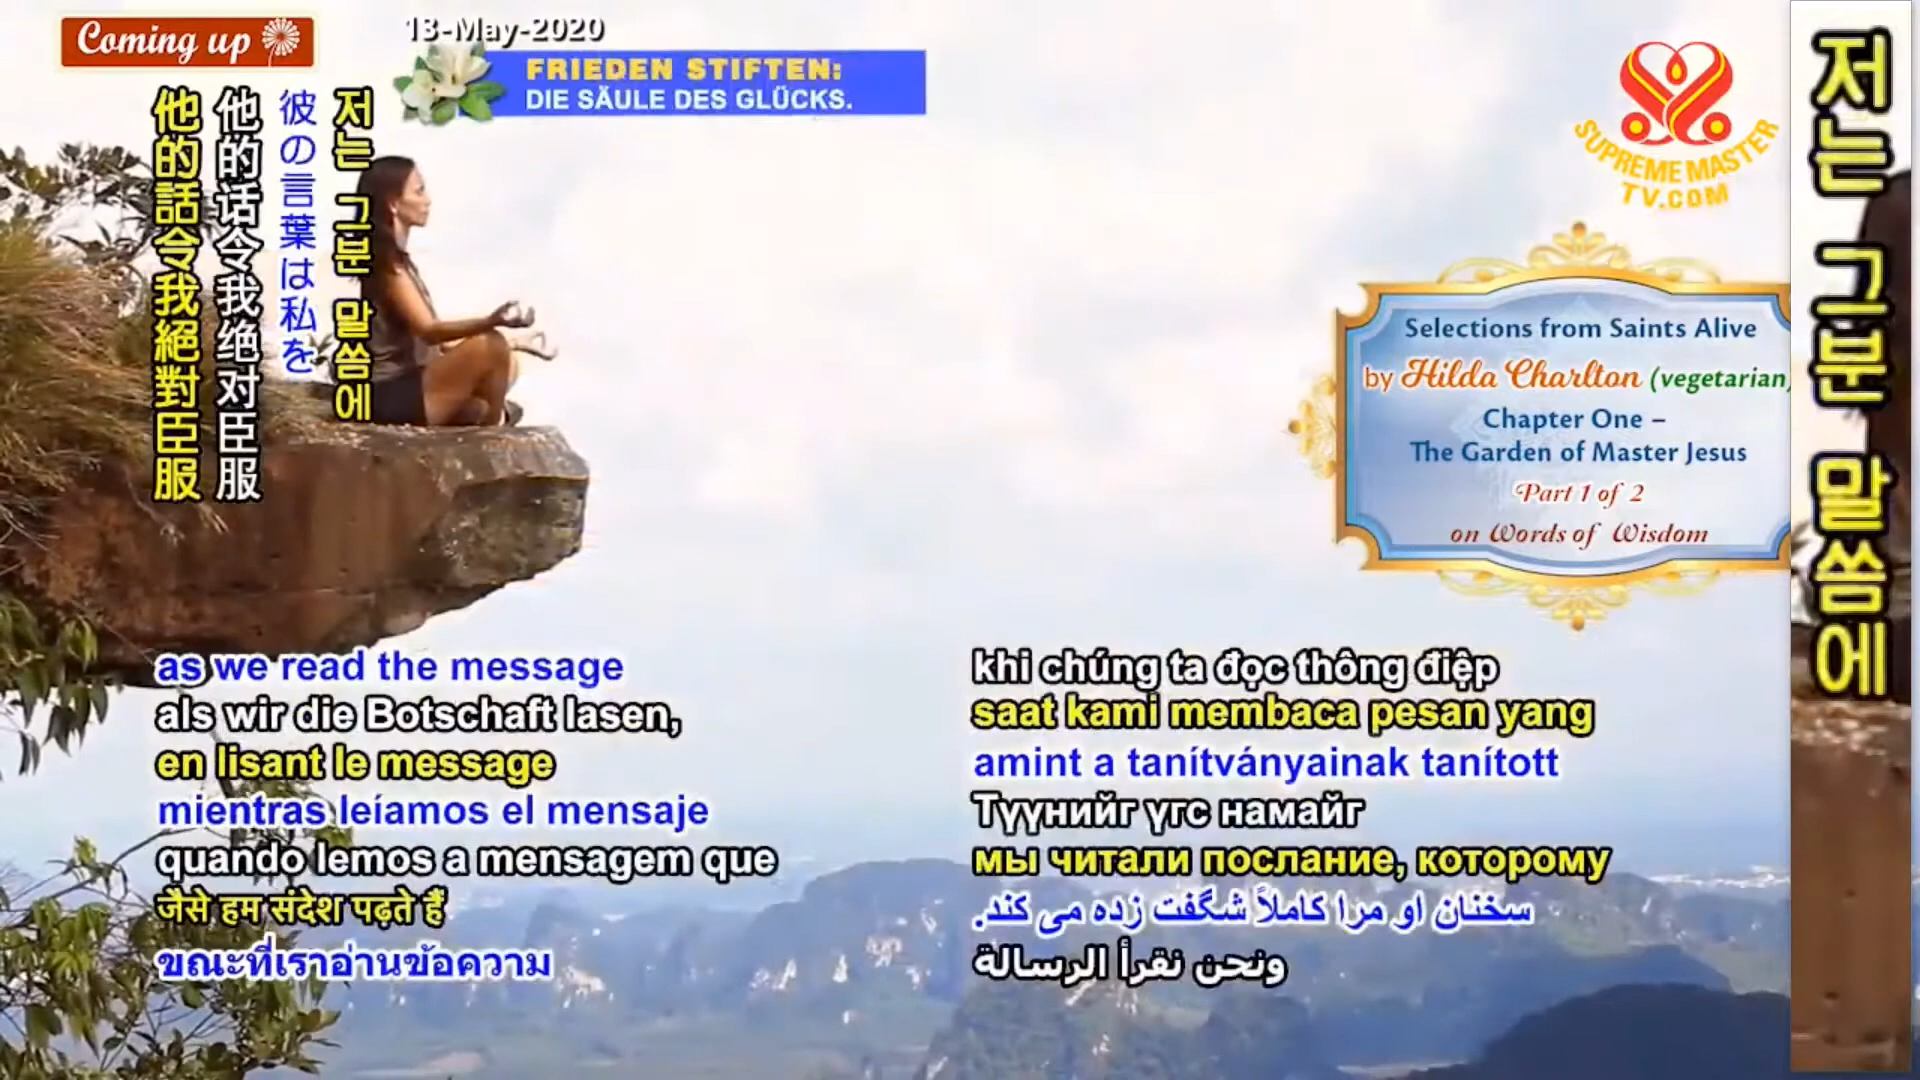 Coming up
13-May-2020
FRIEDEN STIFTEN:
DIE SÄULE DES GLÜCKS.
SUPREME MASTER
TV.COM
他的話令我絕對臣服
他的话令我绝对臣服
彼の言葉は私を
저는 그분 말씀에
Selections from Saints Alive
by Hilda Charlton (vegetarian)
Chapter One –
The Garden of Master Jesus
Part 1 of 2
on Words of Wisdom
저는 그분 말씀에
as we read the message
als wir die Botschaft lasen,
en lisant le message
mientras leíamos el mensaje
quando lemos a mensagem que
जैसे हम संदेश पढ़ते हैं
ขณะที่เราอ่านข้อความ
khi chúng ta đọc thông điệp
saat kami membaca pesan yang
amint a tanítványainak tanított
Түүнийг үгс намайг
мы читали послание, которому
سخنان او مرا کاملاً شگفت زده می کند.
ونحن نقرأ الرسالة